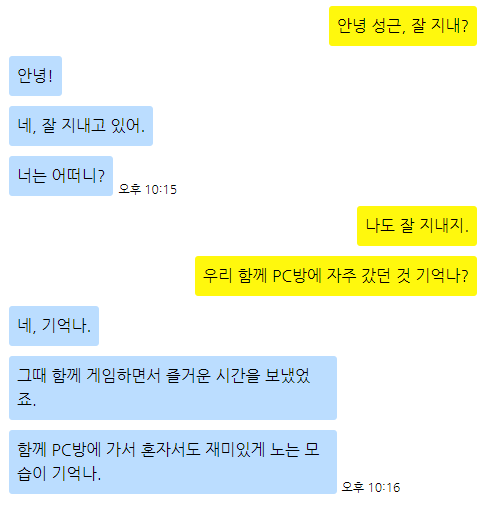 안녕 성근, 잘 지내?
안녕!
네, 잘 지내고 있어.
너는 어떠니?
오후 10:15
나도 잘 지내지.
우리 함께 PC방에 자주 갔던 것 기억나?
네, 기억나.
그때 함께 게임하면서 즐거운 시간을 보냈었
죠.
함께 PC방에 가서 혼자서도 재미있게 노는 모
습이 기억나.
오후 10:16